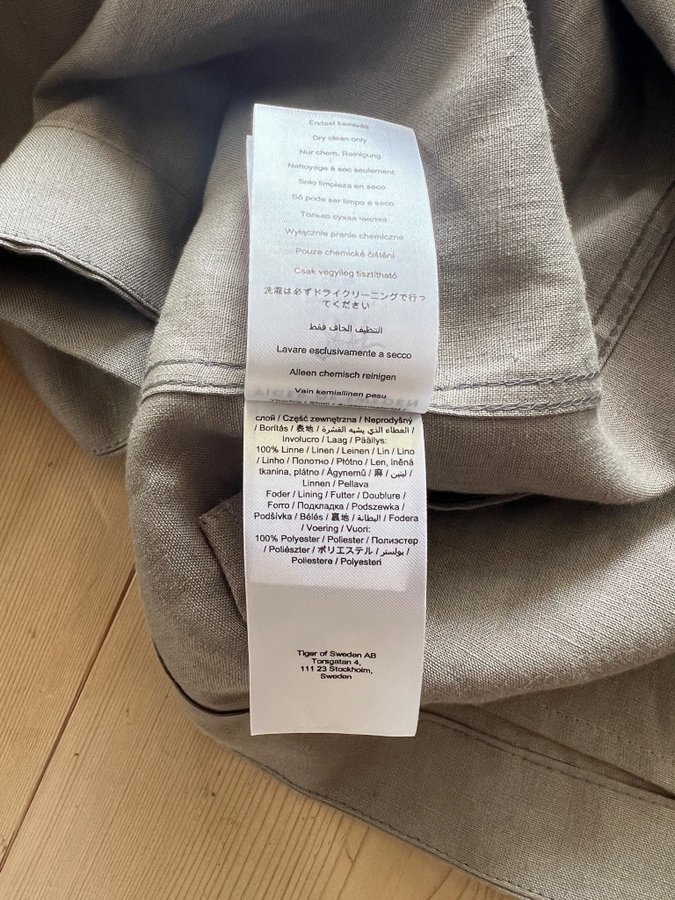 Endast kemtvätt
Dry clean only
Nur chem. Reinigung
Nettoyage à sec seulement
Solo limpieza en seco
Só pode ser limpo a seco
Только сухая чистка
Wyłącznie pranie chemiczne
Pouze chemické čištění
Csak vegyileg tisztítható
洗濯は必ずドライクリーニングで行っ
てください
التنظيف الجاف فقط
Lavare esclusivamente a secco
Alleen chemisch reinigen
Vain kemiallinen pesu
слой / Część zewnętrzna / Neprodyšný
/ Borítás / 表地 / الغطاء الذي يشبه القشرة /
involucro / Laag / Päällys:
100% Linne / Linen / Leinen / Lin / Lino
/ Linho / Полотно / Płótno / Len, lněná
tkanina, plátno / Ágynemű / 麻 / لينين /
Linnen / Pellava
Foder / Lining / Futter / Doublure /
Forro / Подкладка / Podszewka /
Podšívka / Bélés / 裏地 / البطانة / Fodera
/ Voering / Vuori:
100% Polyester / Poliester / Полиэстер
/ Poliészter / ポリエステル / بولستر /
Poliestere / Polyesteri
Tiger of Sweden AB
Torsgatan 4,
111 23 Stockholm,
Sweden